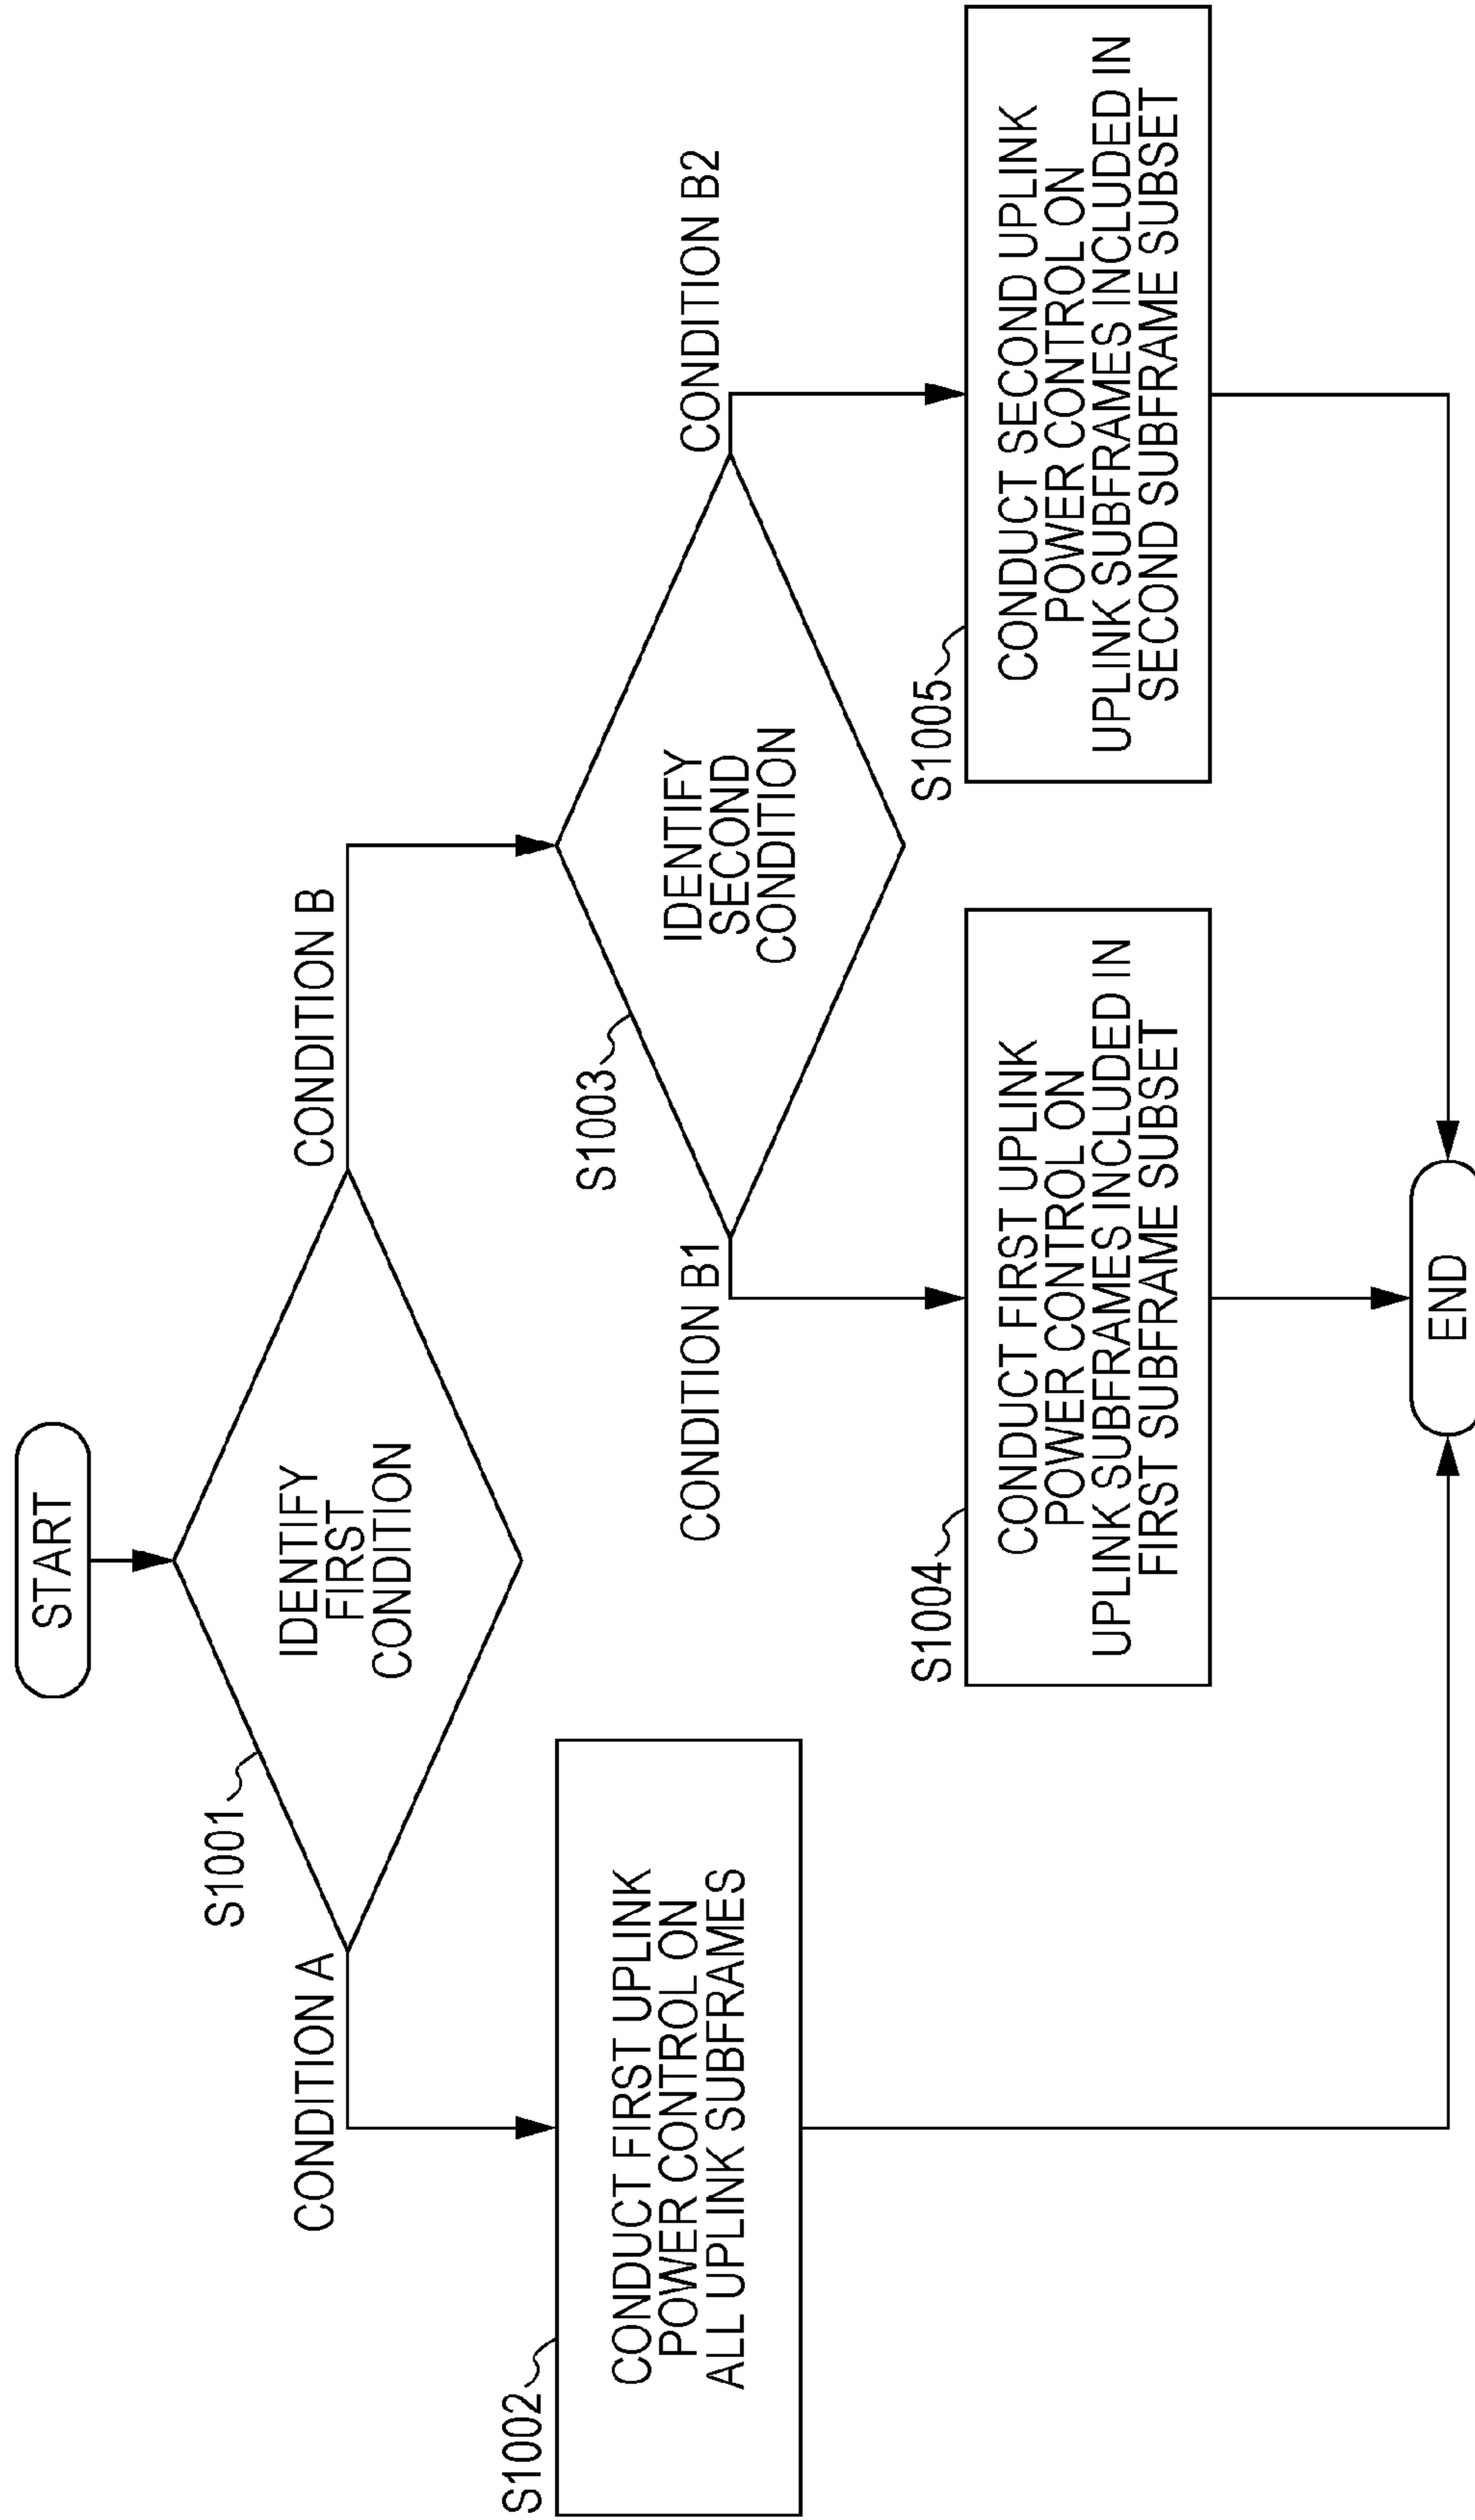 START
S1001
IDENTIFY
FIRST
CONDITION
CONDITION A
CONDITION B
S1002
CONDUCT FIRST UPLINK
POWER CONTROL ON
ALL UPLINK SUBFRAMES
S1003
IDENTIFY
SECOND
CONDITION
CONDITION B1
CONDITION B2
S1004
CONDUCT FIRST UPLINK
POWER CONTROL ON
UPLINK SUBFRAMES INCLUDED IN
FIRST SUBFRAME SUBSET
S1005
CONDUCT SECOND UPLINK
POWER CONTROL ON
UPLINK SUBFRAMES INCLUDED IN
SECOND SUBFRAME SUBSET
END